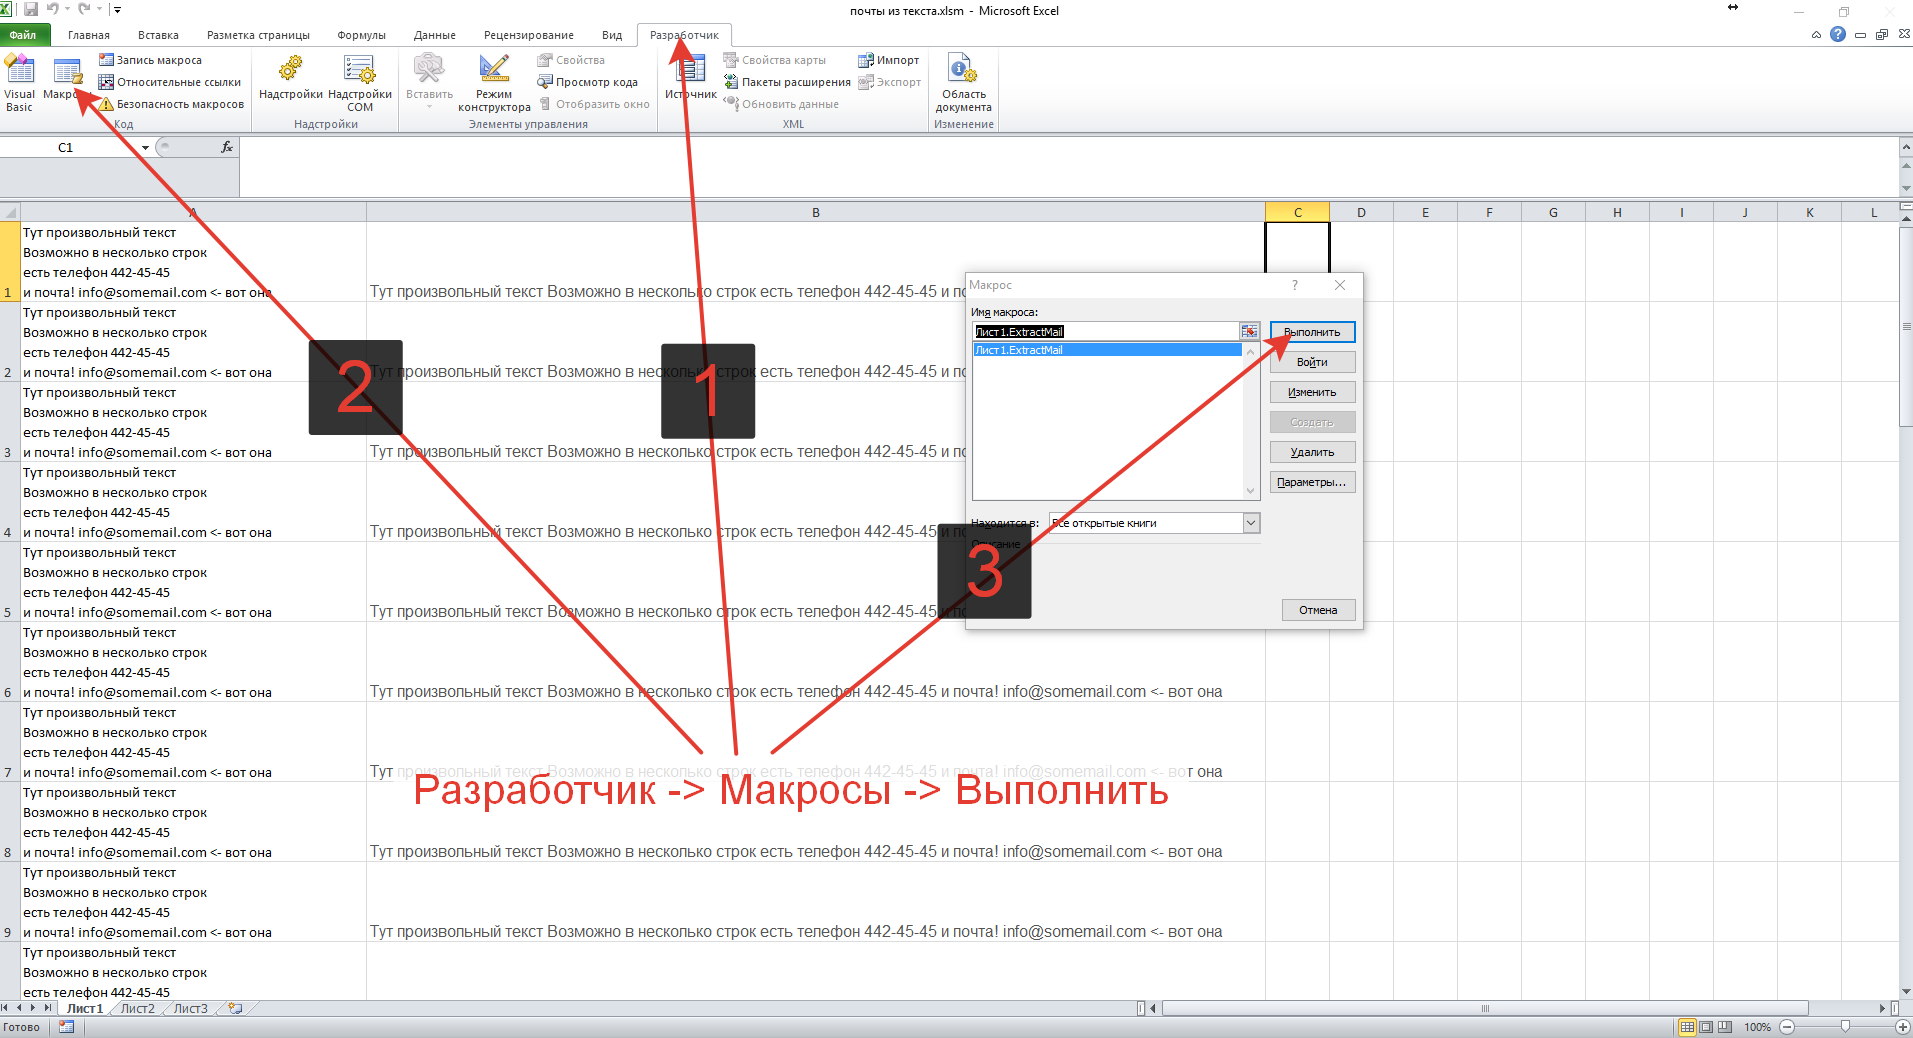 почты из текста.xlsm - Microsoft Excel
Файл Главная Вставка Разметка страницы Формулы Данные Рецензирование Вид Разработчик
Visual Basic
Макросы
Запись макроса
Относительные ссылки
Безопасность макросов
Код
Надстройки
Надстройки COM
Надстройки
Вставить
Режим конструктора
Свойства
Просмотр кода
Отобразить окно
Элементы управления
Источник
Свойства карты
Пакеты расширения
Обновить данные
Импорт
Экспорт
XML
Область документа
Изменение
C1 fx
A B C D E F G H I J K L
Тут произвольный текст
Возможно в несколько строк
есть телефон 442-45-45
1 и почта! info@somemail.com <- вот она Тут произвольный текст Возможно в несколько строк есть телефон 442-45-45 и
Тут произвольный текст
Возможно в несколько строк
есть телефон 442-45-45
2 и почта! info@somemail.com <- вот она Тут произвольный текст Возможно в несколько строк есть телефон 442-45-45 и
Тут произвольный текст
Возможно в несколько строк
есть телефон 442-45-45
3 и почта! info@somemail.com <- вот она Тут произвольный текст Возможно в несколько строк есть телефон 442-45-45 и
Тут произвольный текст
Возможно в несколько строк
есть телефон 442-45-45
4 и почта! info@somemail.com <- вот она Тут произвольный текст Возможно в несколько строк есть телефон 442-45-45 и
Тут произвольный текст
Возможно в несколько строк
есть телефон 442-45-45
5 и почта! info@somemail.com <- вот она Тут произвольный текст Возможно в несколько строк есть телефон 442-45-45 и
Тут произвольный текст
Возможно в несколько строк
есть телефон 442-45-45
6 и почта! info@somemail.com <- вот она Тут произвольный текст Возможно в несколько строк есть телефон 442-45-45 и почта! info@somemail.com <- вот она
Тут произвольный текст
Возможно в несколько строк
есть телефон 442-45-45
7 и почта! info@somemail.com <- вот она Тут произвольный текст Возможно в несколько строк есть телефон 442-45-45 и почта! info@somemail.com <- вот она
Тут произвольный текст
Возможно в несколько строк
есть телефон 442-45-45
8 и почта! info@somemail.com <- вот она Тут произвольный текст Возможно в несколько строк есть телефон 442-45-45 и почта! info@somemail.com <- вот она
Тут произвольный текст
Возможно в несколько строк
есть телефон 442-45-45
9 и почта! info@somemail.com <- вот она Тут произвольный текст Возможно в несколько строк есть телефон 442-45-45 и почта! info@somemail.com <- вот она
Тут произвольный текст
Возможно в несколько строк
есть телефон 442-45-45
Макрос
Имя макроса:
Лист1.ExtractMail
Лист1.ExtractMail
Выполнить
Войти
Изменить
Создать
Удалить
Параметры...
Находится в: Все открытые книги
Описание
Отмена
2
1
3
Разработчик -> Макросы -> Выполнить
Лист1 Лист2 Лист3
Готово 100%